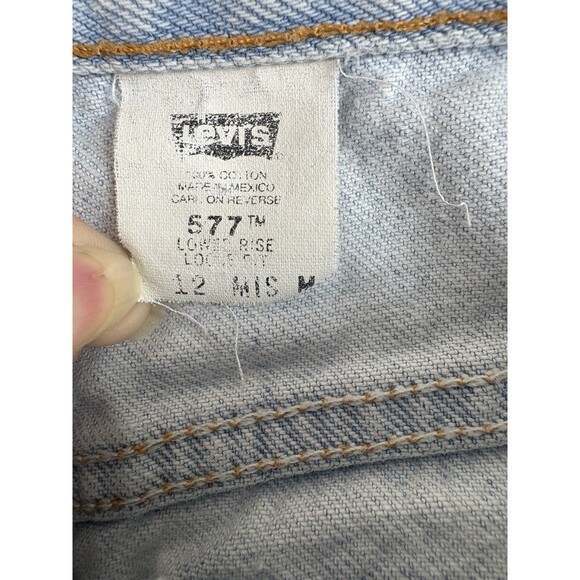 Levi's
100% COTTON
MADE IN MEXICO
CARE ON REVERSE
577™
LOWER RISE
LOOSE FIT
12 MIS M